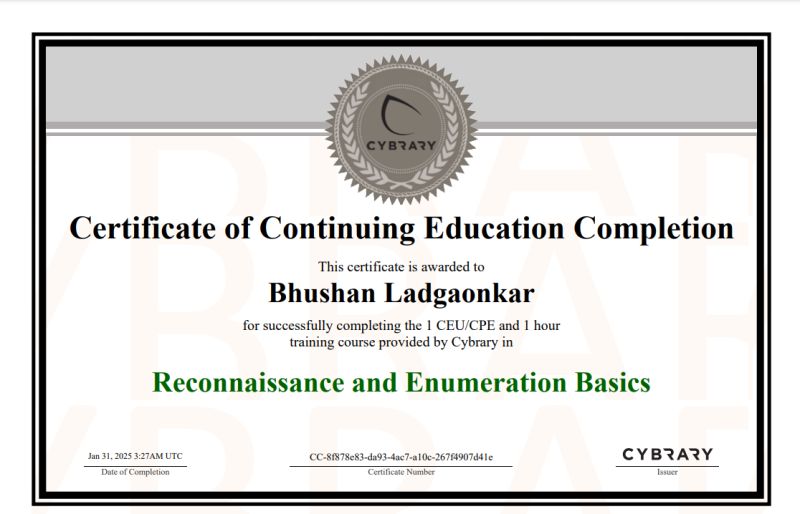 CYBRARY
Certificate of Continuing Education Completion
This certificate is awarded to
Bhushan Ladgaonkar
for successfully completing the 1 CEU/CPE and 1 hour
training course provided by Cybrary in
Reconnaissance and Enumeration Basics
Jan 31, 2025 3:27AM UTC
Date of Completion
CC-8f878e83-da93-4ac7-a10c-267f4907d41e
Certificate Number
CYBRARY
Issuer